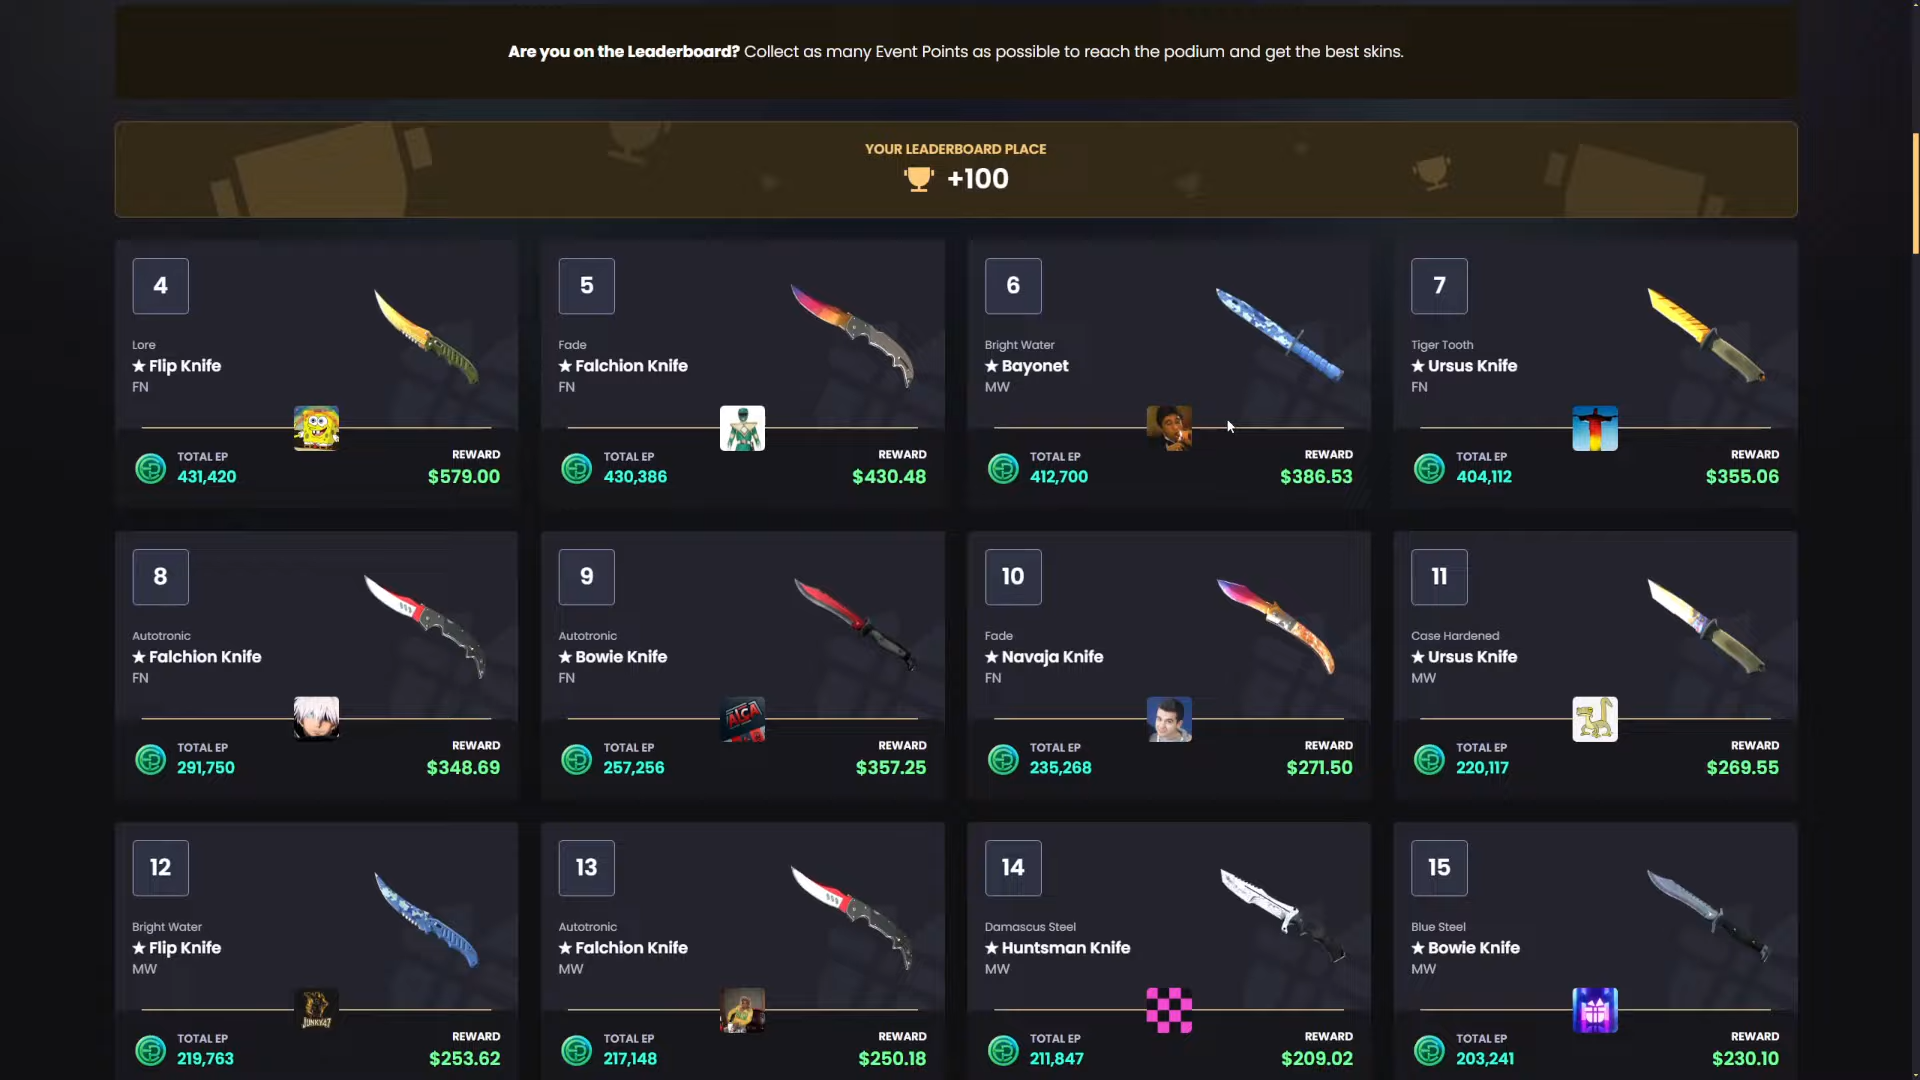 Are you on the Leaderboard? Collect as many Event Points as possible to reach the podium and get the best skins.
YOUR LEADERBOARD PLACE
+100
4
Lore
★ Flip Knife
FN
TOTAL EP
431,420
REWARD
$579.00
5
Fade
★ Falchion Knife
FN
TOTAL EP
430,386
REWARD
$430.48
6
Bright Water
★ Bayonet
MW
TOTAL EP
412,700
REWARD
$386.53
7
Tiger Tooth
★ Ursus Knife
FN
TOTAL EP
404,112
REWARD
$355.06
8
Autotronic
★ Falchion Knife
FN
TOTAL EP
291,750
REWARD
$348.69
9
Autotronic
★ Bowie Knife
FN
ALCA
TOTAL EP
257,256
REWARD
$357.25
10
Fade
★ Navaja Knife
FN
TOTAL EP
235,268
REWARD
$271.50
11
Case Hardened
★ Ursus Knife
MW
TOTAL EP
220,117
REWARD
$269.55
12
Bright Water
★ Flip Knife
MW
JUNKY47
TOTAL EP
219,763
REWARD
$253.62
13
Autotronic
★ Falchion Knife
MW
TOTAL EP
217,148
REWARD
$250.18
14
Damascus Steel
★ Huntsman Knife
MW
TOTAL EP
211,847
REWARD
$209.02
15
Blue Steel
★ Bowie Knife
MW
TOTAL EP
203,241
REWARD
$230.10